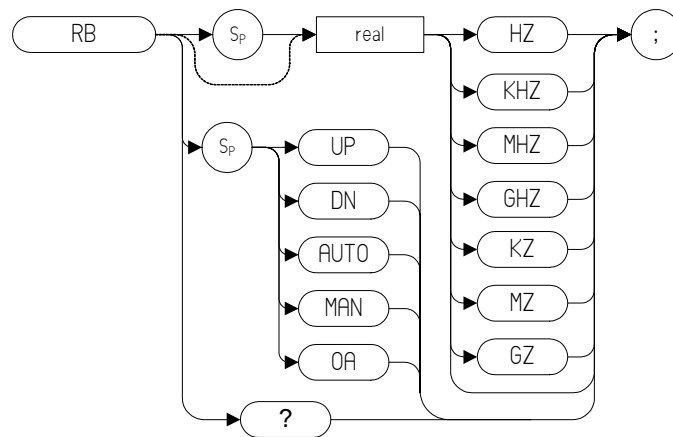 RB Sp real HZ ;
KHZ
Sp UP MHZ
DN GHZ
AUTO KZ
MAN MZ
OA GZ
?